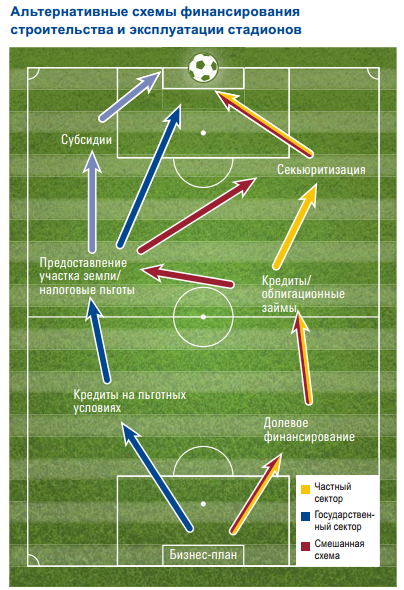 Альтернативные схемы финансирования
строительства и эксплуатации стадионов
Субсидии
Секьюритизация
Предоставление
участка земли/
налоговые льготы
Кредиты/
облигационные
займы
Кредиты на льготных
условиях
Долевое
финансирование
Бизнес-план
Частный
сектор
Государствен-
ный сектор
Смешанная
схема